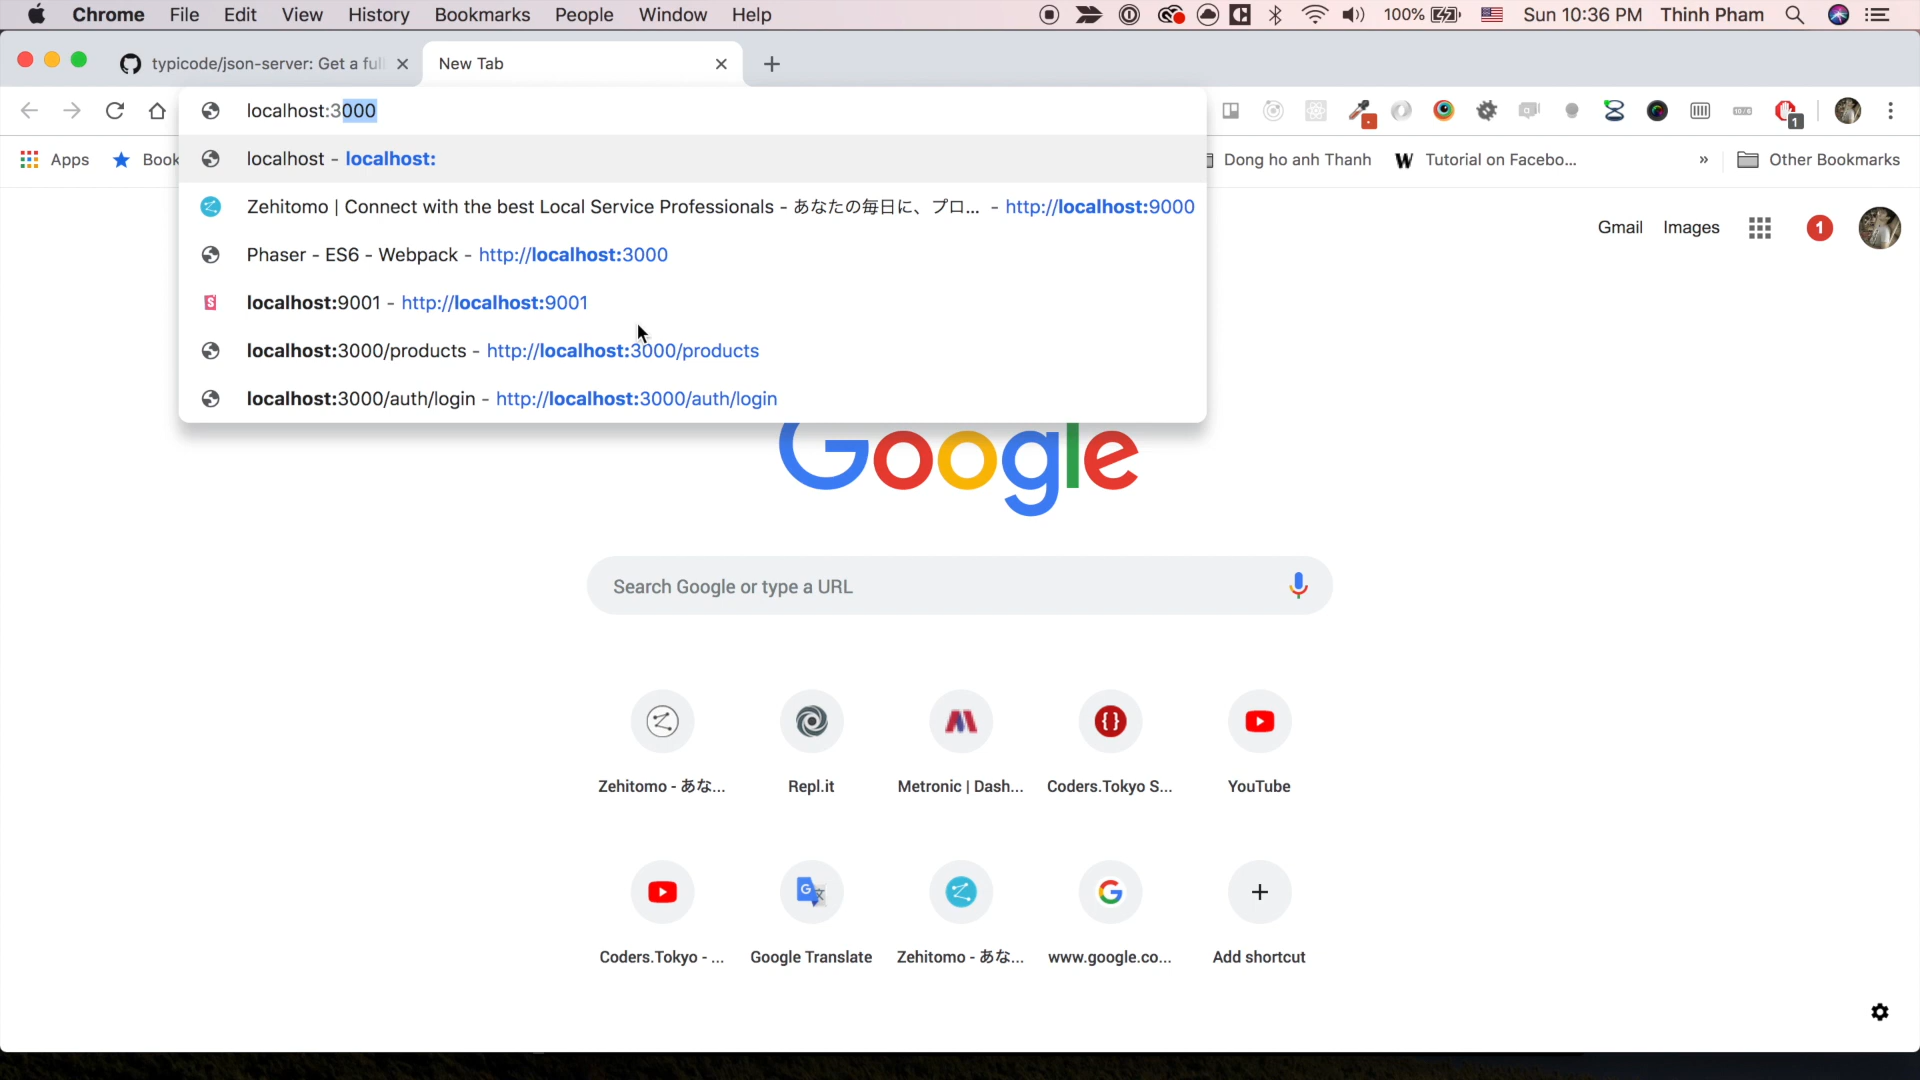 Chrome File Edit View History Bookmarks People Window Help 100% Sun 10:36 PM Thinh Pham
typicode/json-server: Get a full New Tab
localhost:3000
1
localhost - localhost:
Apps Book Dong ho anh Thanh Tutorial on Facebo... » Other Bookmarks
Zehitomo | Connect with the best Local Service Professionals - あなたの毎日に、プロ... - http://localhost:9000
Gmail Images 1
Phaser - ES6 - Webpack - http://localhost:3000
localhost:9001 - http://localhost:9001
localhost:3000/products - http://localhost:3000/products
localhost:3000/auth/login - http://localhost:3000/auth/login
Google
Search Google or type a URL
Zehitomo - あな... Repl.it Metronic | Dash... Coders.Tokyo S... YouTube
Coders.Tokyo - ... Google Translate Zehitomo - あな... www.google.co... Add shortcut